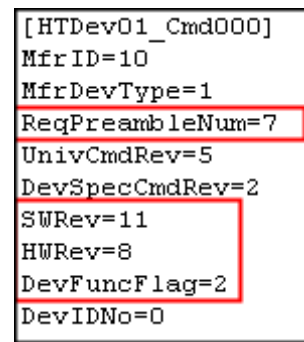 [HTDev01_Cmd000]
MfrID=10
MfrDevType=1
ReqPreambleNum=7
UnivCmdRev=5
DevSpecCmdRev=2
SWRev=11
HWRev=8
DevFuncFlag=2
DevIDNo=0